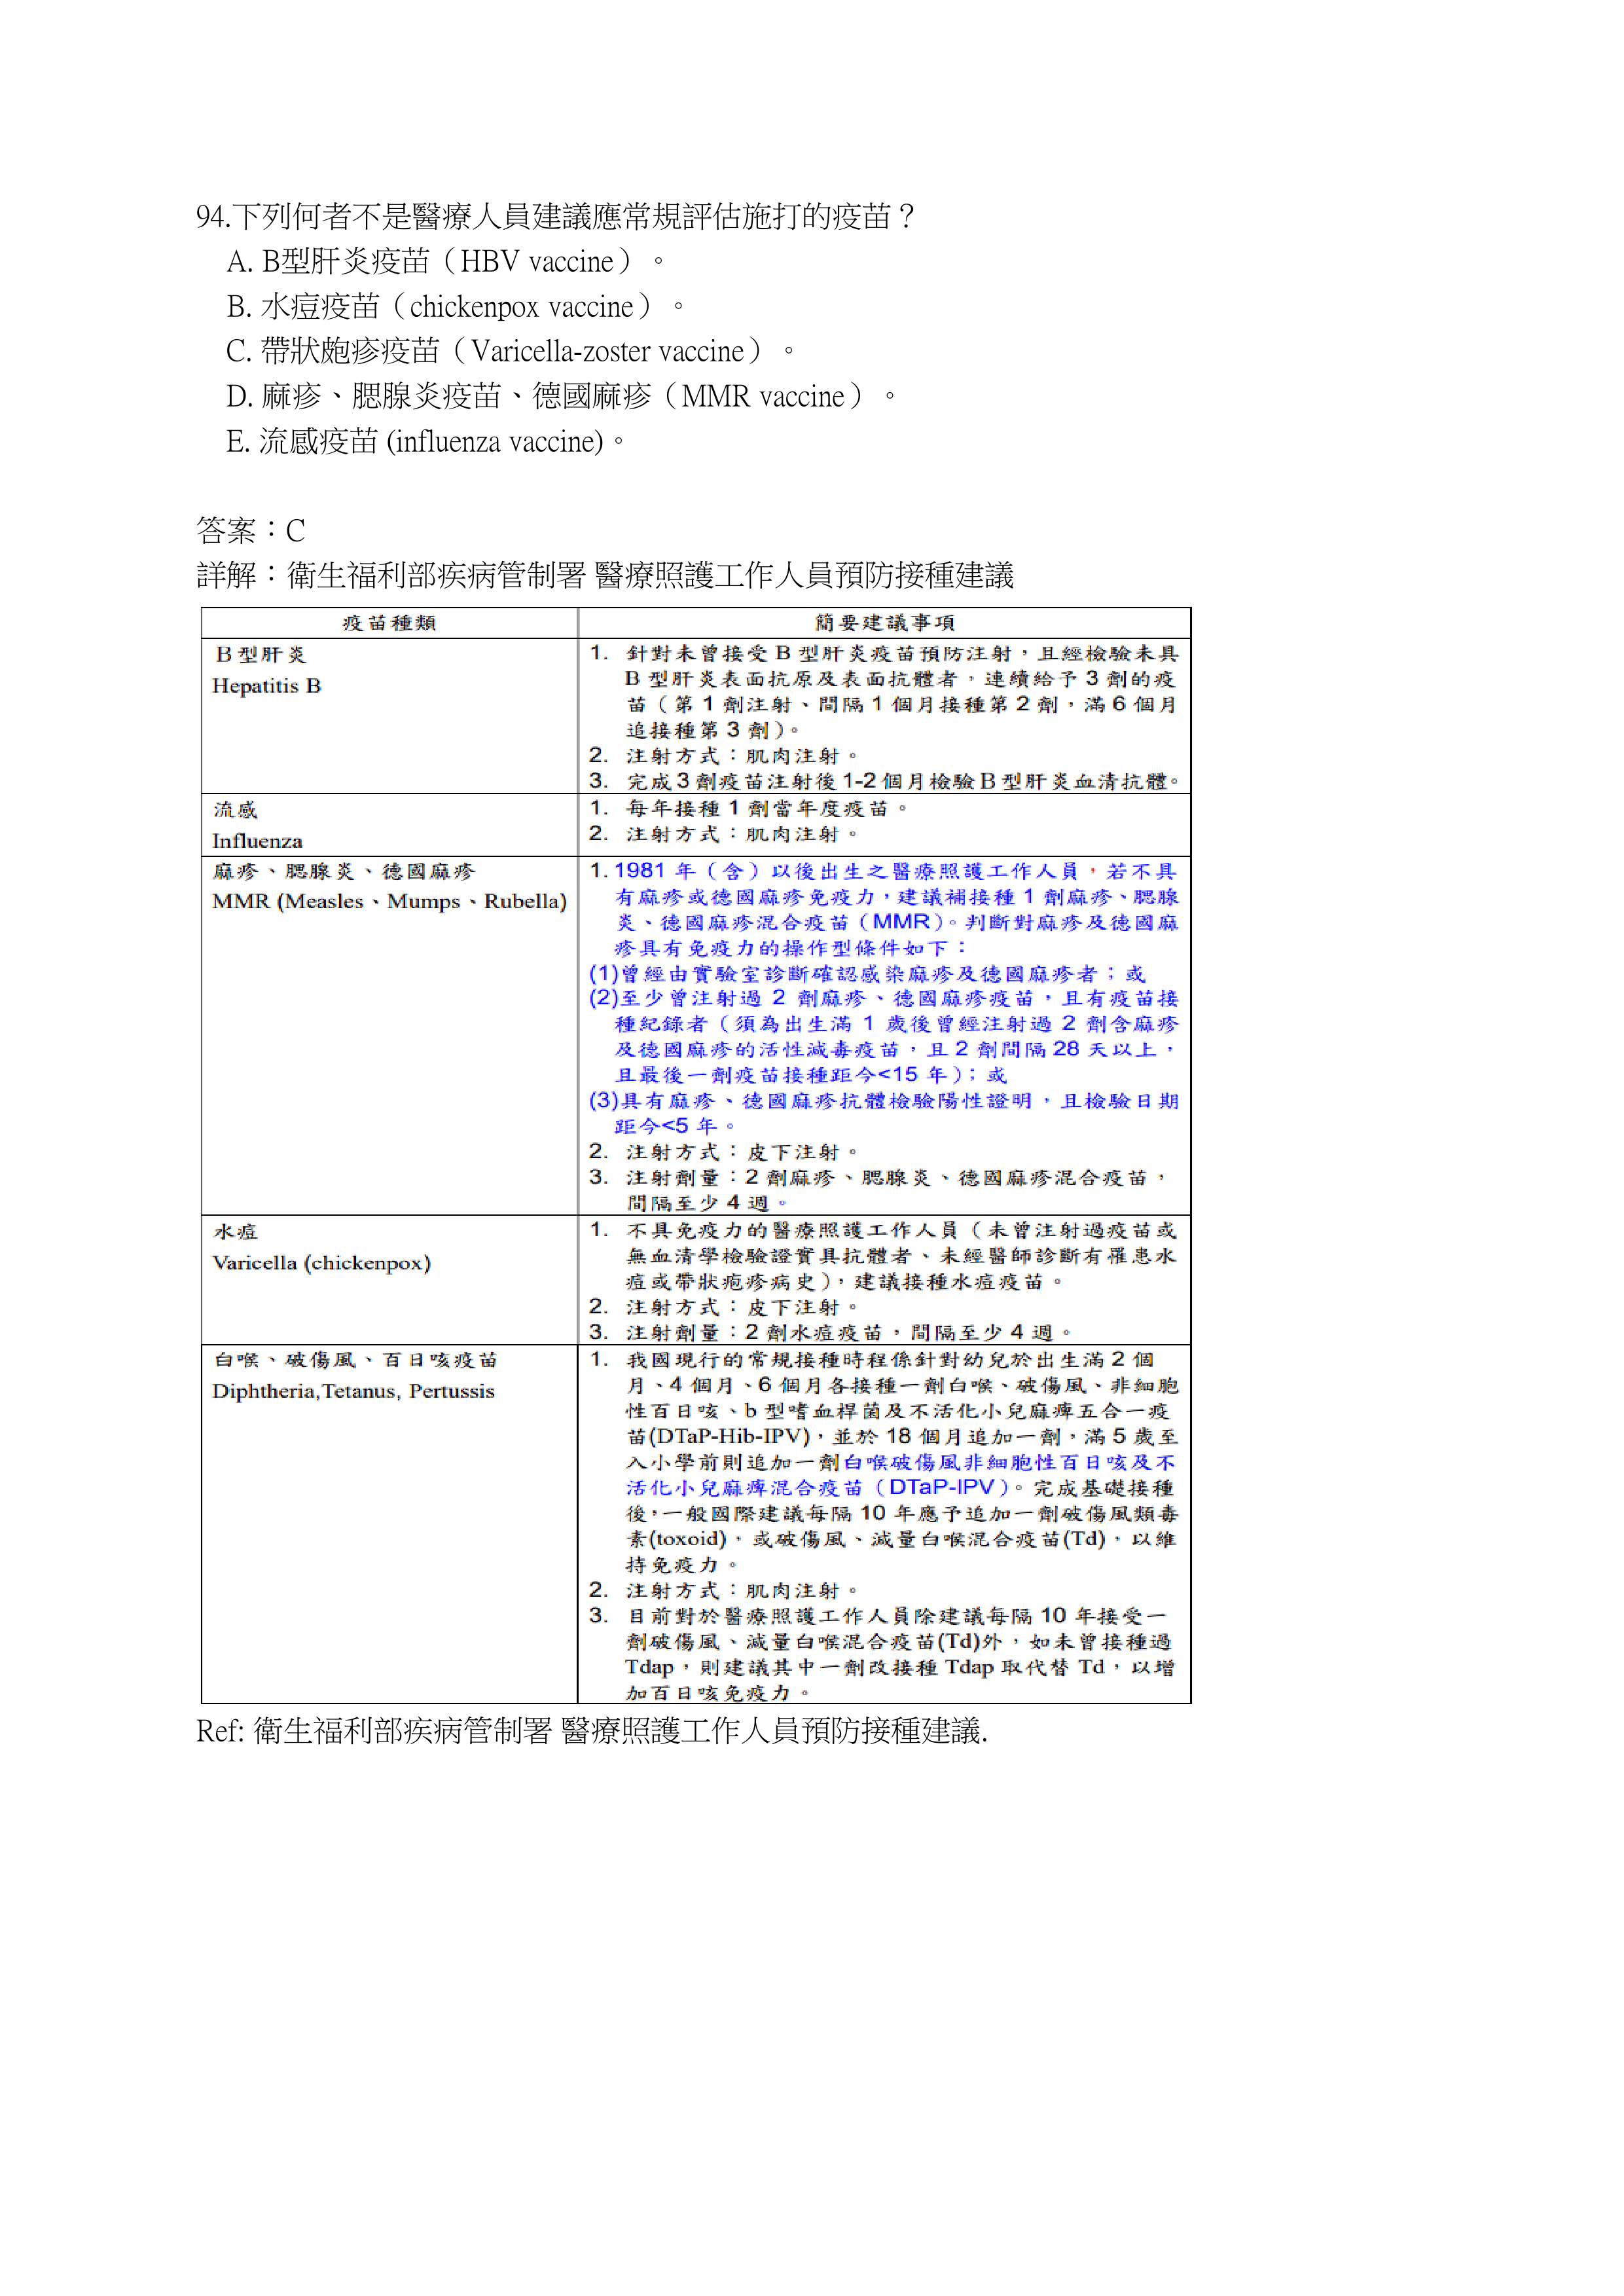 94.下列何者不是醫療人員建議應常規評估施打的疫苗？
A. B型肝炎疫苗（HBV vaccine）。
B. 水痘疫苗（chickenpox vaccine）。
C. 帶狀皰疹疫苗（Varicella-zoster vaccine）。
D. 麻疹、腮腺炎疫苗、德國麻疹（MMR vaccine）。
E. 流感疫苗 (influenza vaccine)。
答案：C
詳解：衛生福利部疾病管制署 醫療照護工作人員預防接種建議
疫苗種類
簡要建議事項
B 型肝炎
Hepatitis B
1. 針對未曾接受 B 型肝炎疫苗預防注射，且經檢驗未具
B 型肝炎表面抗原及表面抗體者，連續給予 3 劑的疫
苗（第 1 劑注射、間隔 1 個月接種第 2 劑，滿 6 個月
追接種第 3 劑）。
2. 注射方式：肌肉注射。
3. 完成 3 劑疫苗注射後 1-2 個月檢驗 B 型肝炎血清抗體。
流感
Influenza
1. 每年接種 1 劑當年度疫苗。
2. 注射方式：肌肉注射。
麻疹、腮腺炎、德國麻疹
MMR (Measles、Mumps、Rubella)
1. 1981 年（含）以後出生之醫療照護工作人員，若不具
有麻疹或德國麻疹免疫力，建議補接種 1 劑麻疹、腮腺
炎、德國麻疹混合疫苗（MMR）。判斷對麻疹及德國麻
疹具有免疫力的操作型條件如下：
(1)曾經由實驗室診斷確認感染麻疹及德國麻疹者；或
(2)至少曾注射過 2 劑麻疹、德國麻疹疫苗，且有疫苗接
種紀錄者（須為出生滿 1 歲後曾經注射過 2 劑含麻疹
及德國麻疹的活性減毒疫苗，且 2 劑間隔 28 天以上，
且最後一劑疫苗接種距今<15 年）；或
(3)具有麻疹、德國麻疹抗體檢驗陽性證明，且檢驗日期
距今<5 年。
2. 注射方式：皮下注射。
3. 注射劑量：2 劑麻疹、腮腺炎、德國麻疹混合疫苗，
間隔至少 4 週。
水痘
Varicella (chickenpox)
1. 不具免疫力的醫療照護工作人員（未曾注射過疫苗或
無血清學檢驗證實具抗體者、未經醫師診斷有罹患水
痘或帶狀疱疹病史），建議接種水痘疫苗。
2. 注射方式：皮下注射。
3. 注射劑量：2 劑水痘疫苗，間隔至少 4 週。
白喉、破傷風、百日咳疫苗
Diphtheria,Tetanus, Pertussis
1. 我國現行的常規接種時程係針對幼兒於出生滿 2 個
月、4 個月、6 個月各接種一劑白喉、破傷風、非細胞
性百日咳、b 型嗜血桿菌及不活化小兒麻痺五合一疫
苗(DTaP-Hib-IPV)，並於 18 個月追加一劑，滿 5 歲至
入小學前則追加一劑白喉破傷風非細胞性百日咳及不
活化小兒麻痺混合疫苗（DTaP-IPV）。完成基礎接種
後，一般國際建議每隔 10 年應予追加一劑破傷風類毒
素(toxoid)，或破傷風、減量白喉混合疫苗(Td)，以維
持免疫力。
2. 注射方式：肌肉注射。
3. 目前對於醫療照護工作人員除建議每隔 10 年接受一
劑破傷風、減量白喉混合疫苗(Td)外，如未曾接種過
Tdap，則建議其中一劑改接種 Tdap 取代替 Td，以增
加百日咳免疫力。
Ref: 衛生福利部疾病管制署 醫療照護工作人員預防接種建議.